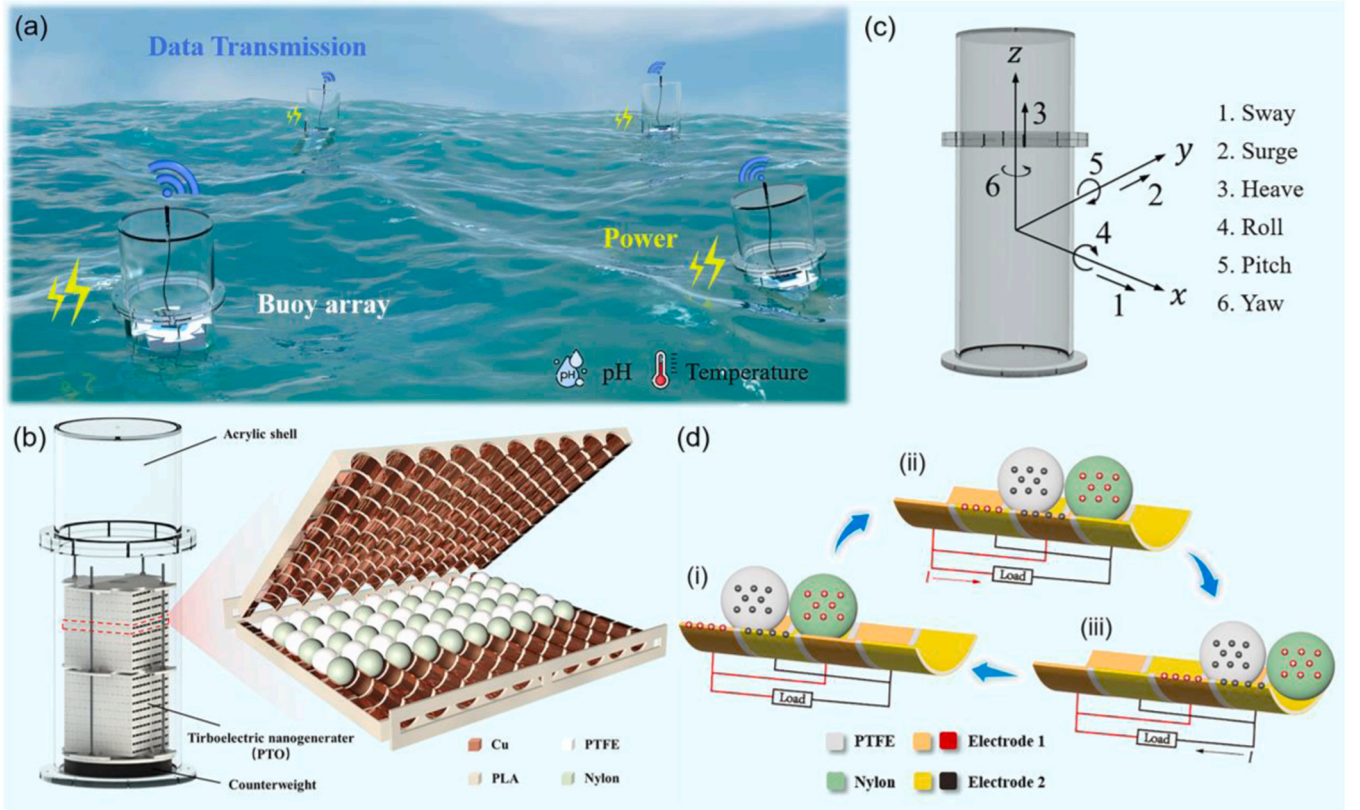 (a)
Data Transmission
Power
Buoy array
pH
pH
Temperature
(c)
z
3
y
5
2
6
4
1
x
1. Sway
2. Surge
3. Heave
4. Roll
5. Pitch
6. Yaw
(b)
Acrylic shell
Tirboelectric nanogenerater
(PTO)
Counterweight
Cu
PTFE
PLA
Nylon
(d)
(ii)
I
Load
(i)
Load
(iii)
Load
I
PTFE
Electrode 1
Nylon
Electrode 2